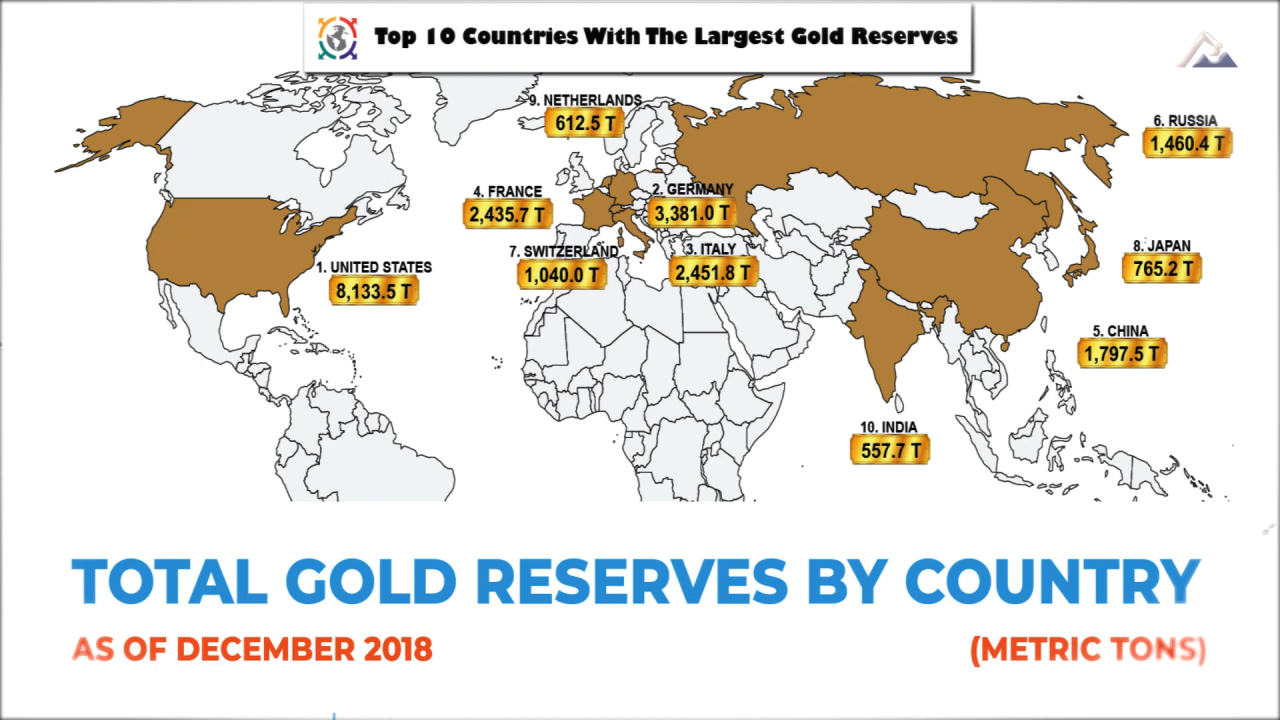 Top 10 Countries With The Largest Gold Reserves
9. NETHERLANDS
612.5 T
6. RUSSIA
1,460.4 T
4. FRANCE
2,435.7 T
2. GERMANY
3,381.0 T
7. SWITZERLAND
1,040.0 T
3. ITALY
2,451.8 T
1. UNITED STATES
8,133.5 T
8. JAPAN
765.2 T
5. CHINA
1,797.5 T
10. INDIA
557.7 T
TOTAL GOLD RESERVES BY COUNTRY
AS OF DECEMBER 2018
(METRIC TONS)